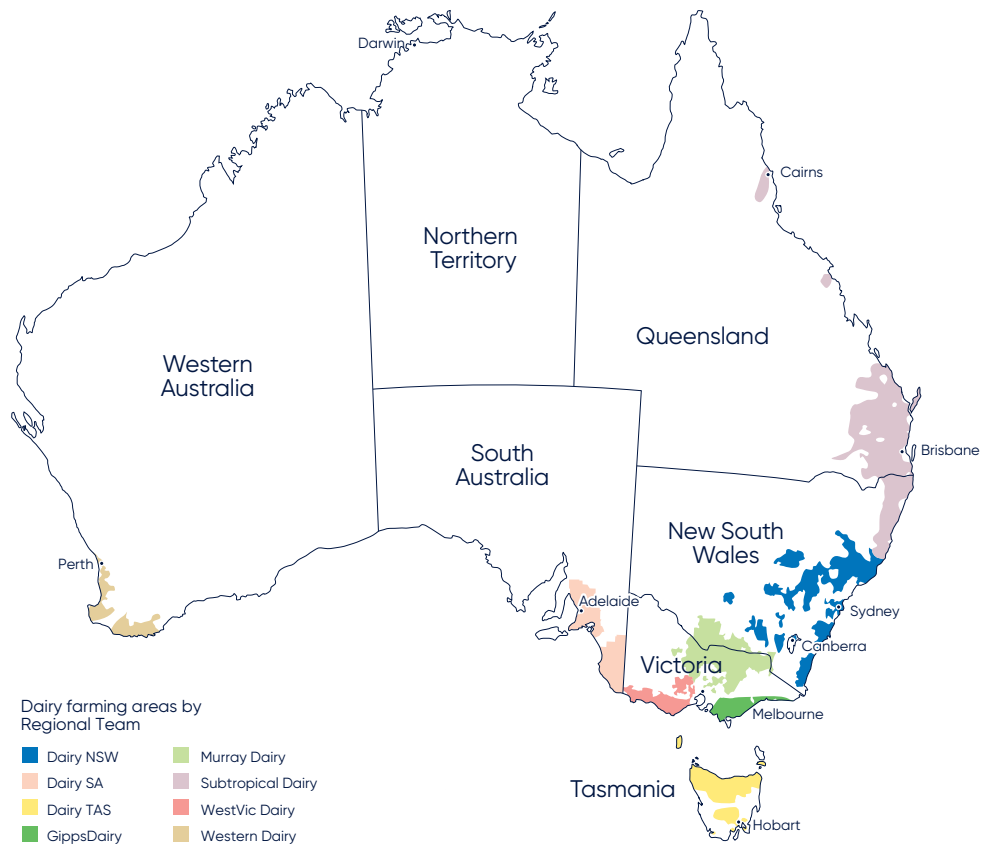 Darwin
Cairns
Northern
Territory
Queensland
Western
Australia
South
Australia
Brisbane
New South
Wales
Perth
Adelaide
Sydney
Canberra
Victoria
Melbourne
Dairy farming areas by
Regional Team
Dairy NSW
Dairy SA
Dairy TAS
GippsDairy
Murray Dairy
Subtropical Dairy
WestVic Dairy
Western Dairy
Tasmania
Hobart